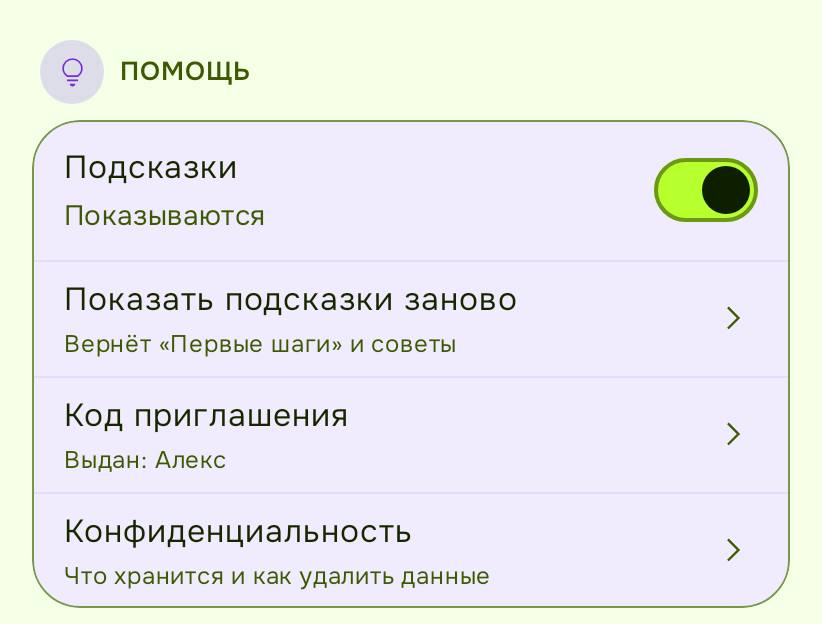 ПОМОЩЬ
Подсказки
Показываются
Показать подсказки заново
Вернёт «Первые шаги» и советы
Код приглашения
Выдан: Алекс
Конфиденциальность
Что хранится и как удалить данные